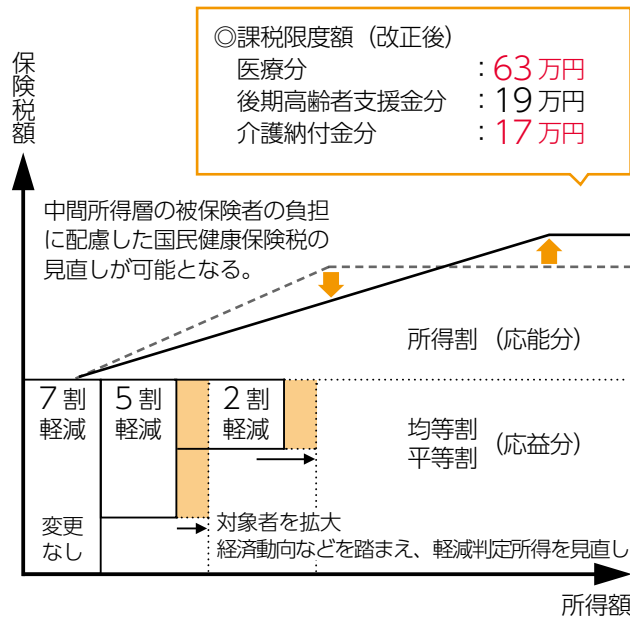 ◎課税限度額（改正後）
医療分：63万円
後期高齢者支援金分：19万円
介護納付金分：17万円
保険税額
中間所得層の被保険者の負担
に配慮した国民健康保険税の
見直しが可能となる。
所得割（応能分）
7割
軽減
5割
軽減
2割
軽減
均等割
平等割
（応益分）
変更
なし
対象者を拡大
経済動向などを踏まえ、軽減判定所得を見直し
所得額